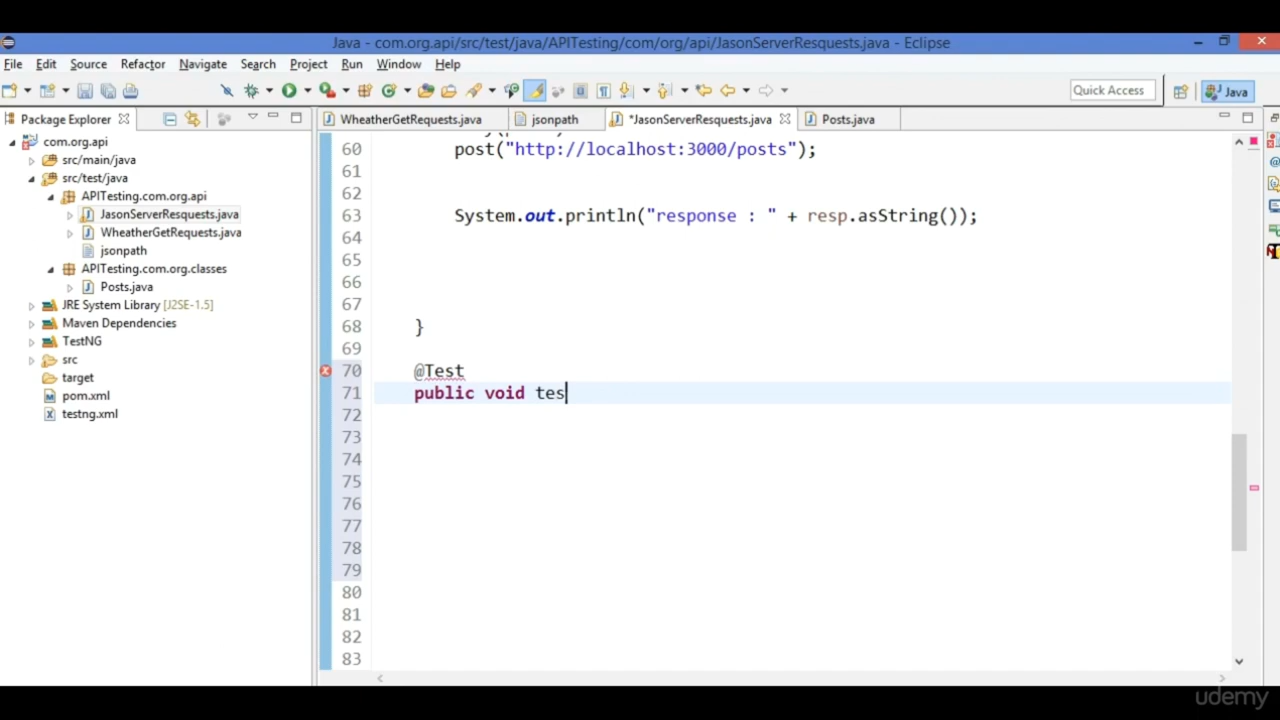 Java - com.org.api/src/test/java/APITesting/com/org/api/JasonServerResquests.java - Eclipse
File Edit Source Refactor Navigate Search Project Run Window Help
Quick Access
Java
Package Explorer
WheatherGetRequests.java
jsonpath
*JasonServerResquests.java
Posts.java
com.org.api
src/main/java
src/test/java
APITesting.com.org.api
JasonServerResquests.java
WheatherGetRequests.java
jsonpath
APITesting.com.org.classes
Posts.java
JRE System Library [J2SE-1.5]
Maven Dependencies
TestNG
src
target
pom.xml
testng.xml
60 post("http://localhost:3000/posts");
61
62
63 System.out.println("response : " + resp.asString());
64
65
66
67
68 }
69
70 @Test
71 public void tes
72
73
74
75
76
77
78
79
80
81
82
83
udemy